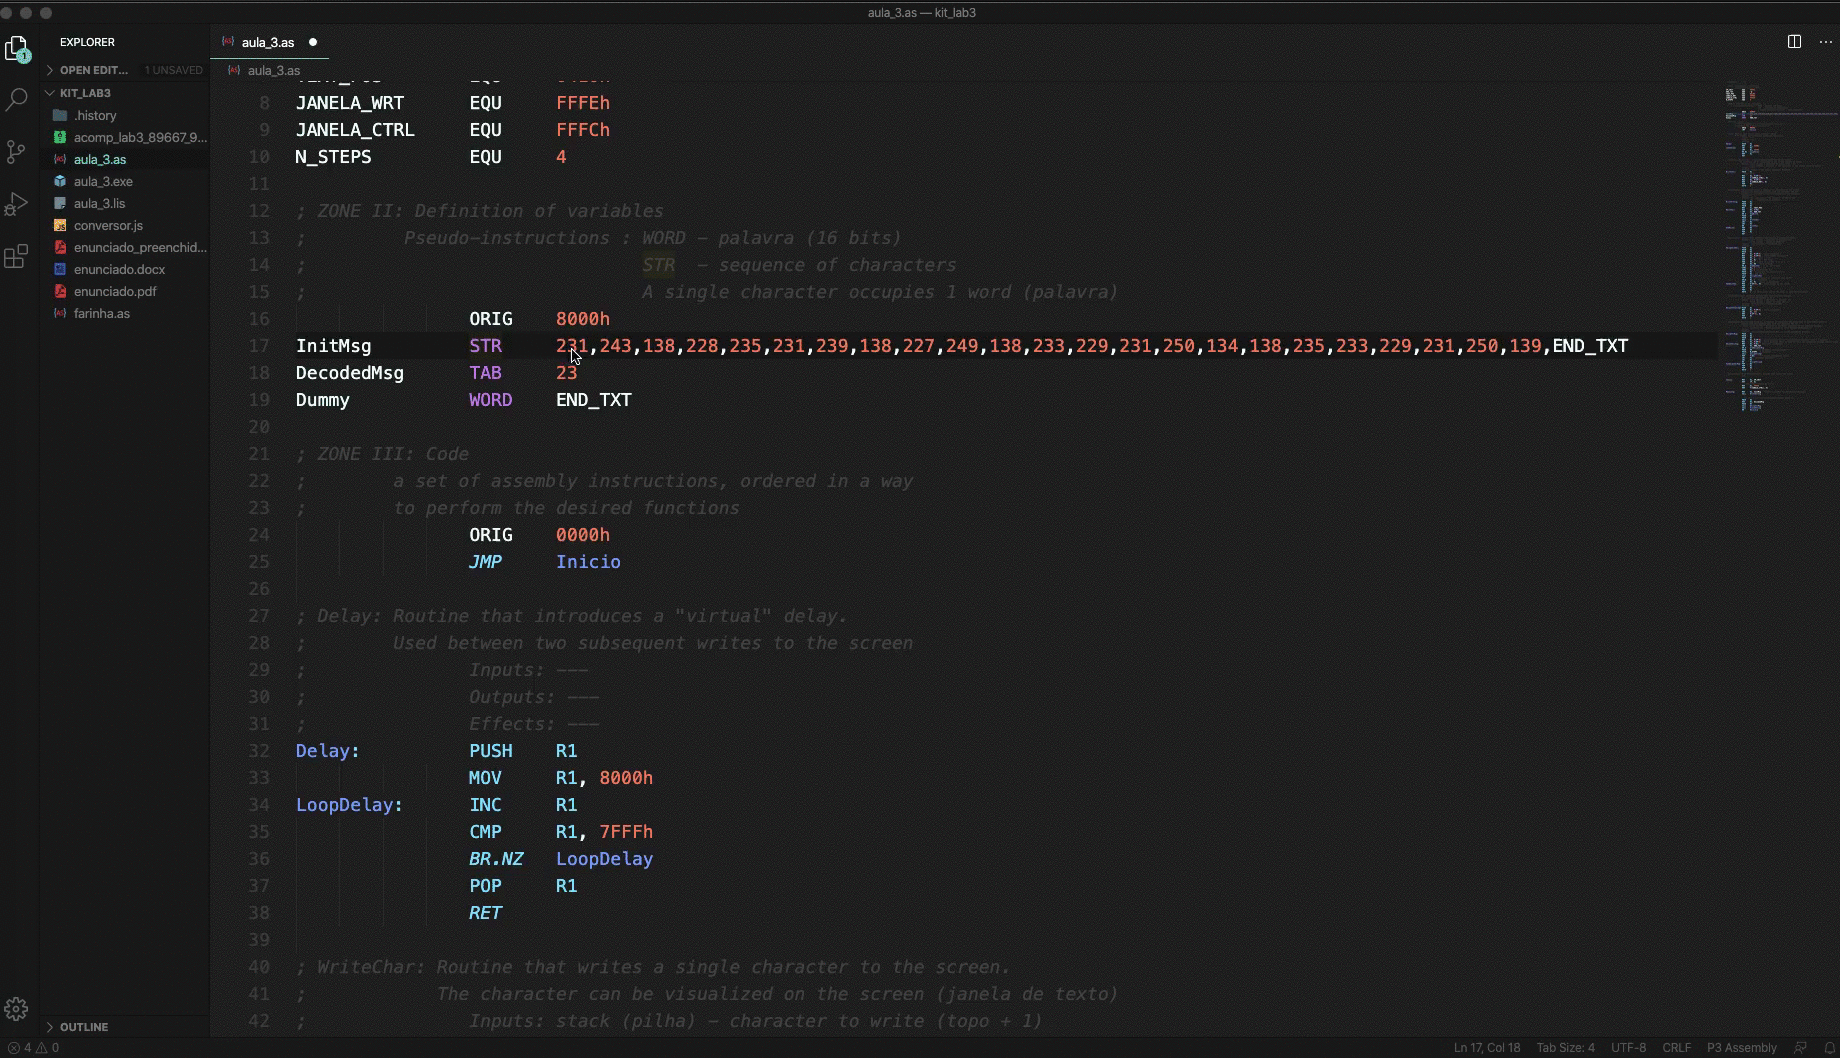 aula_3.as — kit_lab3
EXPLORER
OPEN EDIT... 1 UNSAVED
KIT_LAB3
.history
acomp_lab3_89667_9...
aula_3.as
aula_3.exe
aula_3.lis
conversor.js
enunciado_preenchid...
enunciado.docx
enunciado.pdf
farinha.as
OUTLINE
aula_3.as
aula_3.as
8 JANELA_WRT EQU FFFEh
9 JANELA_CTRL EQU FFFCh
10 N_STEPS EQU 4
11
12 ; ZONE II: Definition of variables
13 ; Pseudo-instructions : WORD - palavra (16 bits)
14 ; STR - sequence of characters
15 ; A single character occupies 1 word (palavra)
16 ORIG 8000h
17 InitMsg STR 231,243,138,228,235,231,239,138,227,249,138,233,229,231,250,134,138,235,233,229,231,250,139,END_TXT
18 DecodedMsg TAB 23
19 Dummy WORD END_TXT
20
21 ; ZONE III: Code
22 ; a set of assembly instructions, ordered in a way
23 ; to perform the desired functions
24 ORIG 0000h
25 JMP Inicio
26
27 ; Delay: Routine that introduces a "virtual" delay.
28 ; Used between two subsequent writes to the screen
29 ; Inputs: ---
30 ; Outputs: ---
31 ; Effects: ---
32 Delay: PUSH R1
33 MOV R1, 8000h
34 LoopDelay: INC R1
35 CMP R1, 7FFFh
36 BR.NZ LoopDelay
37 POP R1
38 RET
39
40 ; WriteChar: Routine that writes a single character to the screen.
41 ; The character can be visualized on the screen (janela de texto)
42 ; Inputs: stack (pilha) - character to write (topo + 1)
4 0 Ln 17, Col 18 Tab Size: 4 UTF-8 CRLF P3 Assembly